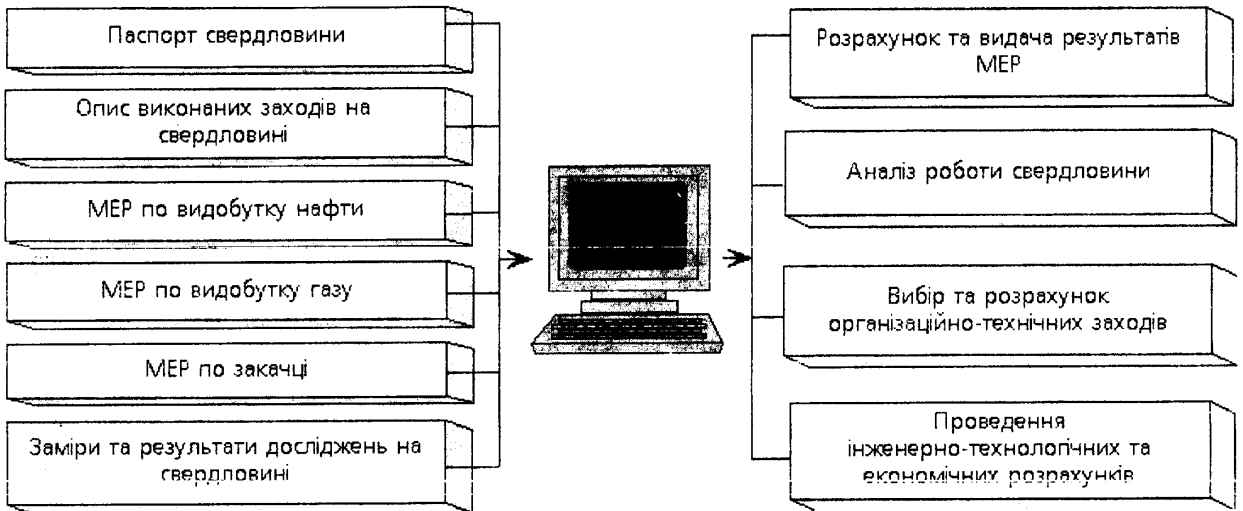 Паспорт свердловини
Опис виконаних заходів на
свердловині
МЕР по видобутку нафти
МЕР по видобутку газу
МЕР по закачці
Заміри та результати досліджень на
свердловині
Розрахунок та видача результатів
МЕР
Аналіз роботи свердловини
Вибір та розрахунок
організаційно-технічних заходів
Проведення
інженерно-технологічних та
економічних розрахунків